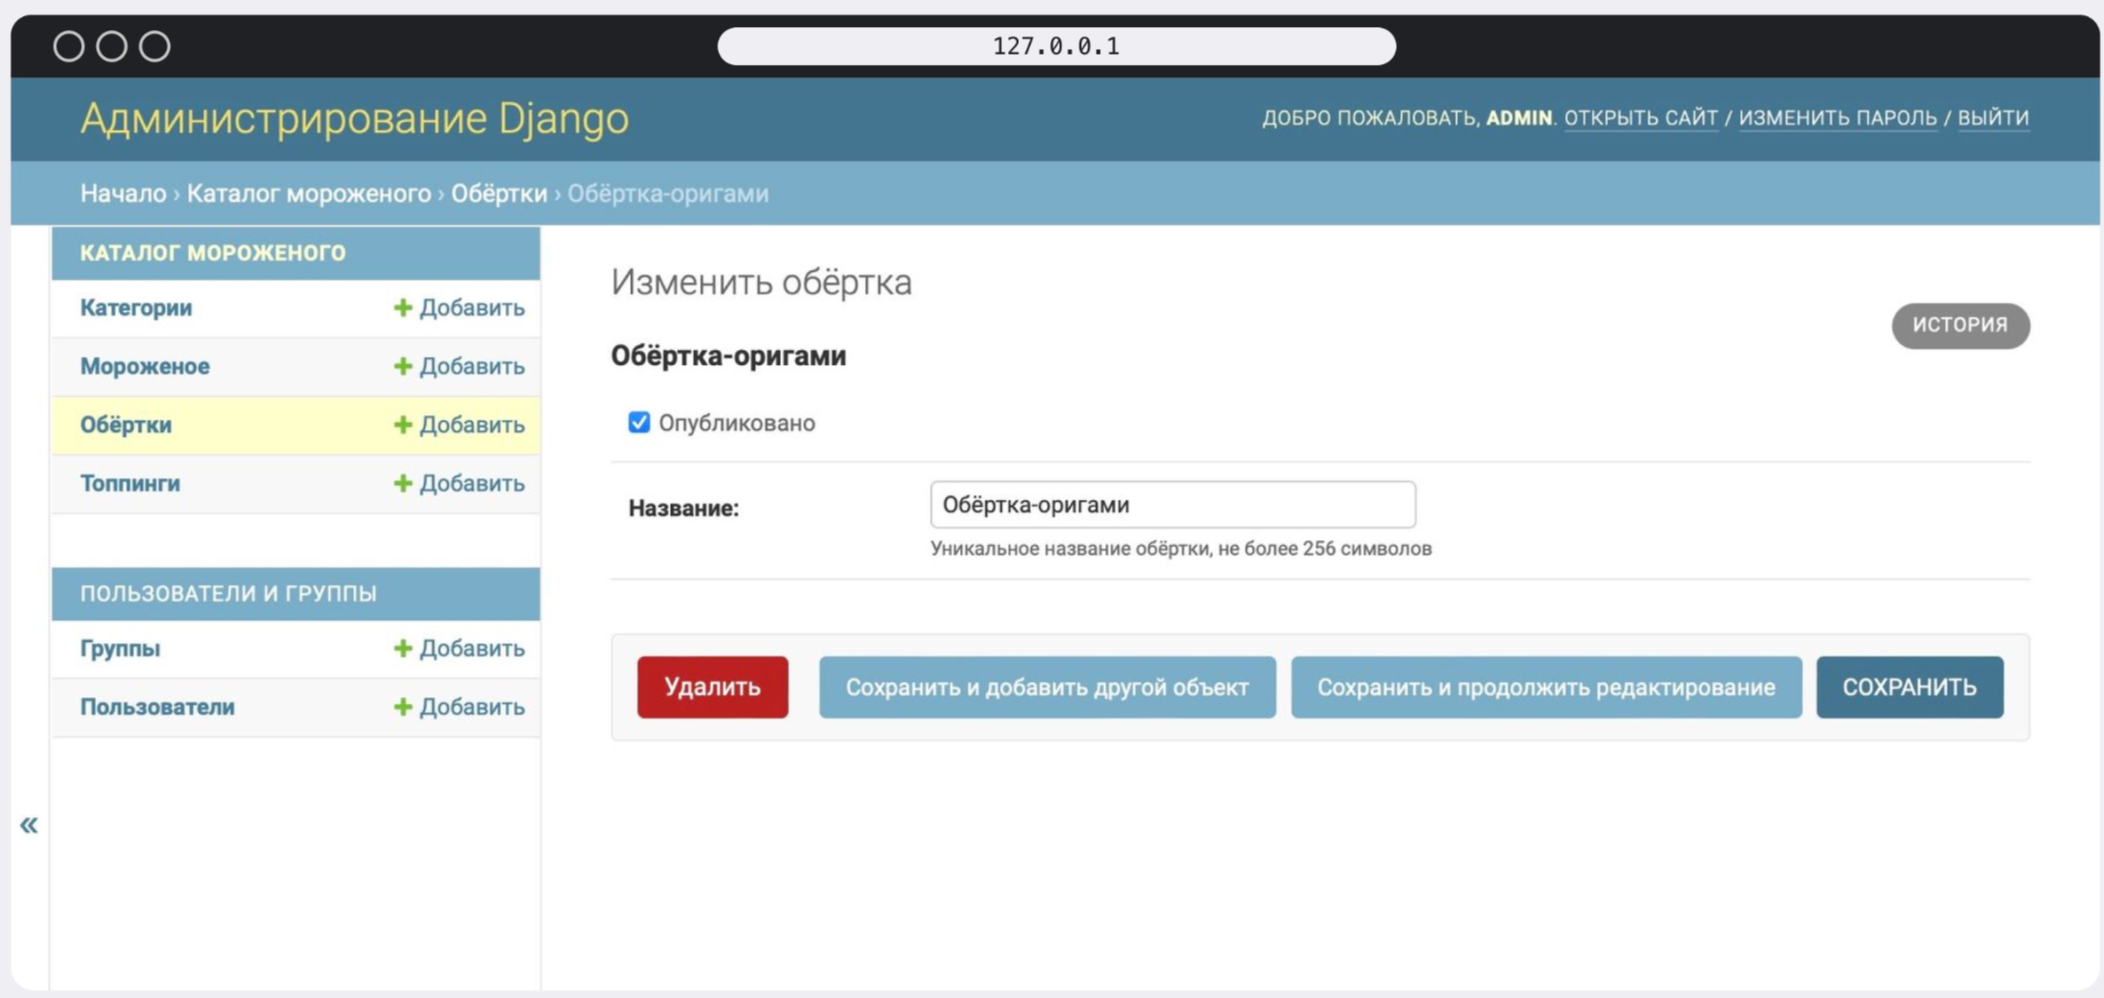 127.0.0.1
Администрирование Django
ДОБРО ПОЖАЛОВАТЬ, ADMIN. ОТКРЫТЬ САЙТ / ИЗМЕНИТЬ ПАРОЛЬ / ВЫЙТИ
Начало › Каталог мороженого › Обёртки › Обёртка-оригами
КАТАЛОГ МОРОЖЕНОГО
Категории + Добавить
Мороженое + Добавить
Обёртки + Добавить
Топпинги + Добавить
ПОЛЬЗОВАТЕЛИ И ГРУППЫ
Группы + Добавить
Пользователи + Добавить
«
Изменить обёртка
ИСТОРИЯ
Обёртка-оригами
Опубликовано
Название: Обёртка-оригами
Уникальное название обёртки, не более 256 символов
Удалить Сохранить и добавить другой объект Сохранить и продолжить редактирование СОХРАНИТЬ